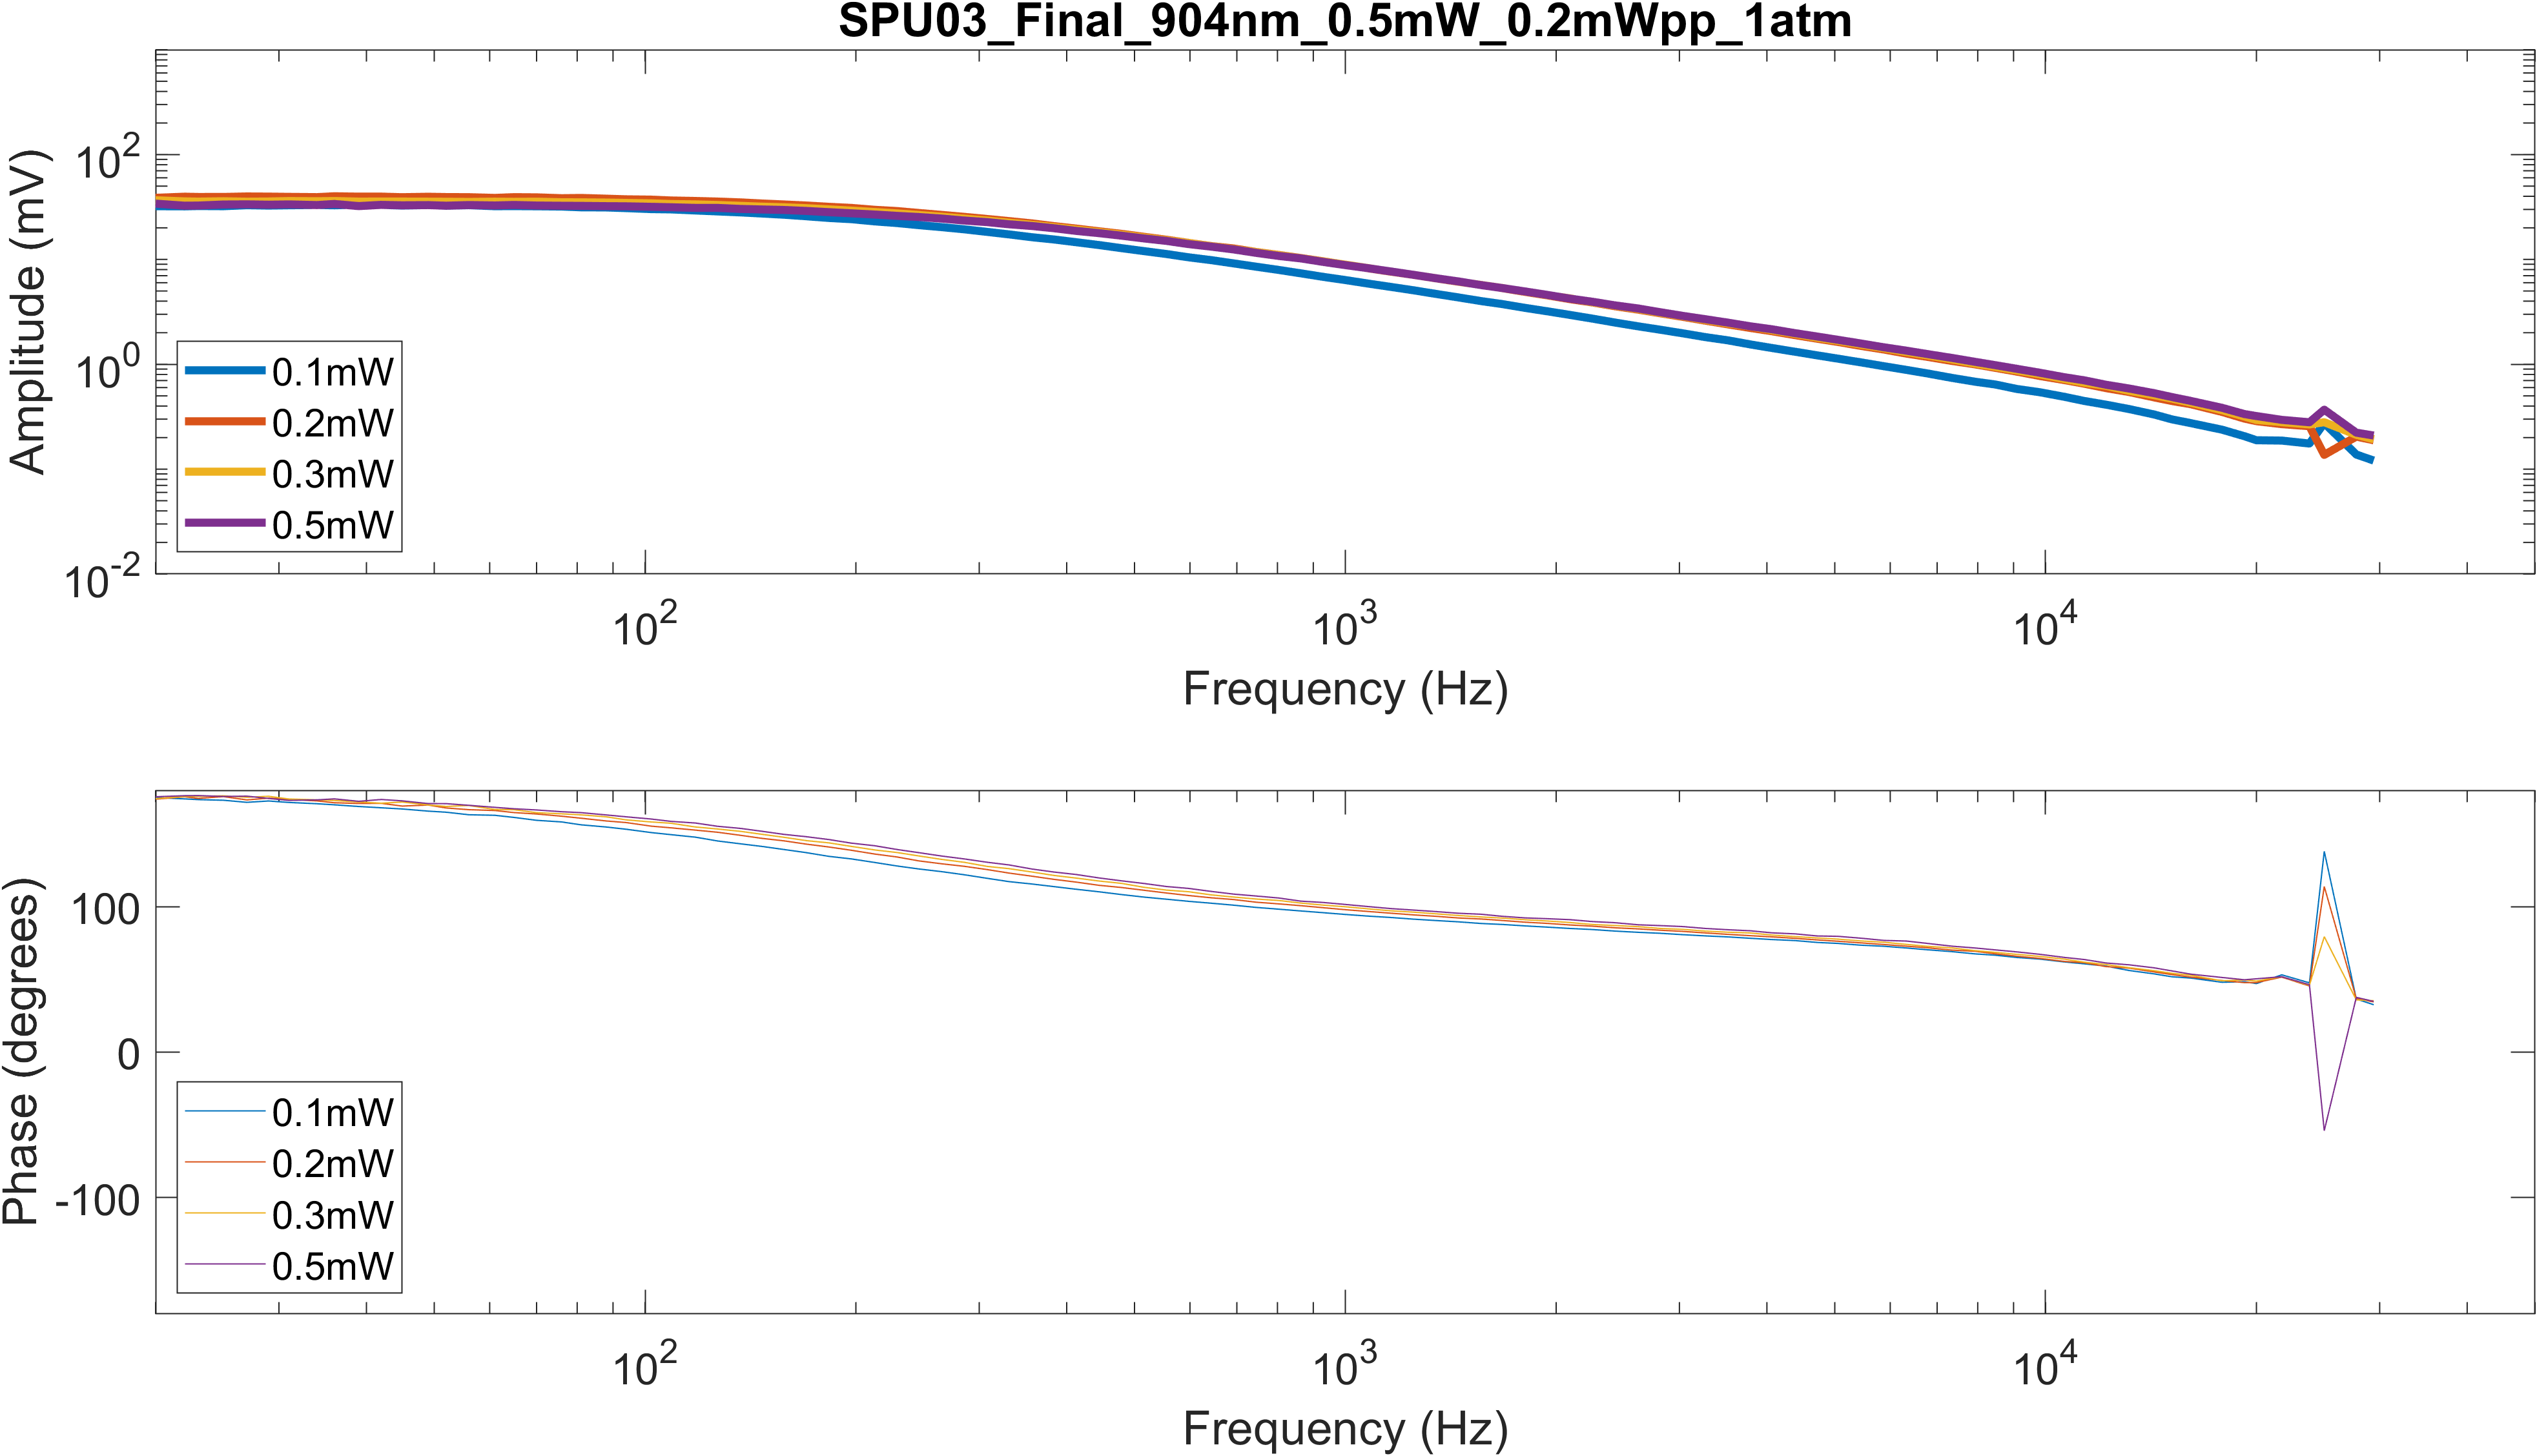 SPU03_Final_904nm_0.5mW_0.2mWpp_1atm
Amplitude (mV)
10^2
10^0
10^-2
0.1mW
0.2mW
0.3mW
0.5mW
10^2
10^3
10^4
Frequency (Hz)
Phase (degrees)
100
0
-100
0.1mW
0.2mW
0.3mW
0.5mW
10^2
10^3
10^4
Frequency (Hz)